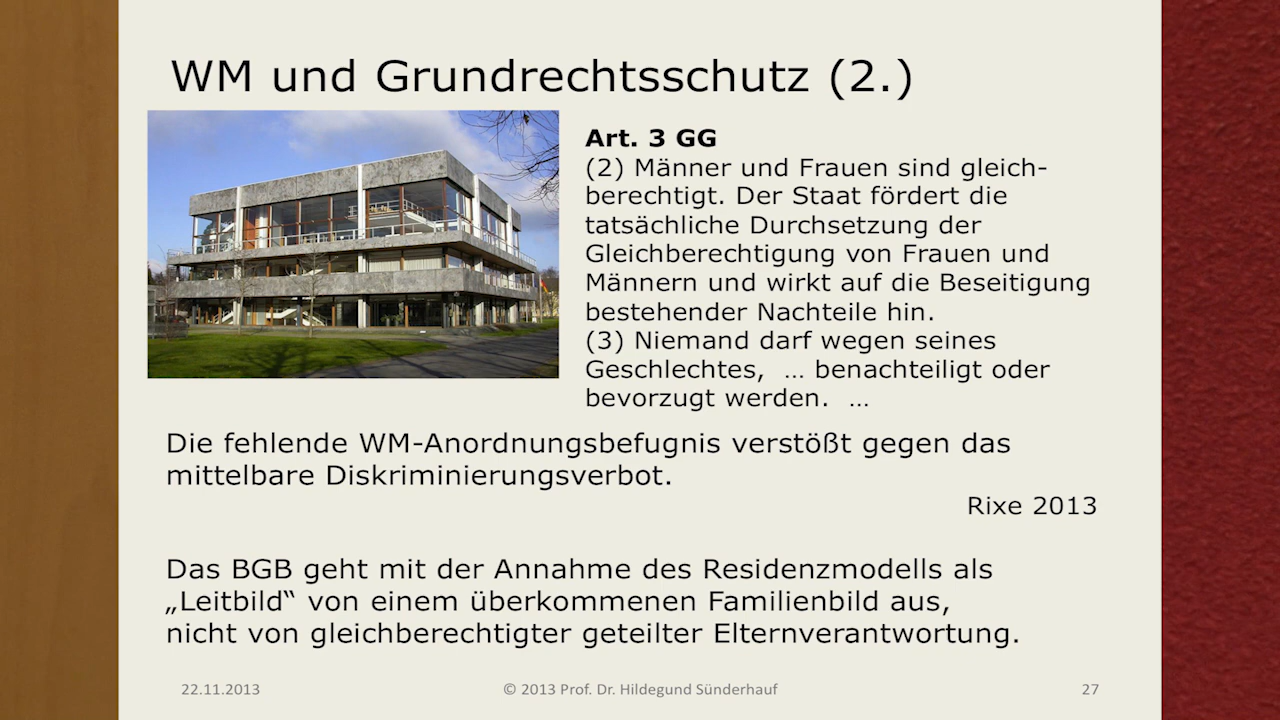 WM und Grundrechtsschutz (2.)
Art. 3 GG
(2) Männer und Frauen sind gleich-
berechtigt. Der Staat fördert die
tatsächliche Durchsetzung der
Gleichberechtigung von Frauen und
Männern und wirkt auf die Beseitigung
bestehender Nachteile hin.
(3) Niemand darf wegen seines
Geschlechtes,  … benachteiligt oder
bevorzugt werden.  …
Die fehlende WM-Anordnungsbefugnis verstößt gegen das
mittelbare Diskriminierungsverbot.
Rixe 2013
Das BGB geht mit der Annahme des Residenzmodells als
„Leitbild“ von einem überkommenen Familienbild aus,
nicht von gleichberechtigter geteilter Elternverantwortung.
22.11.2013
© 2013 Prof. Dr. Hildegund Sünderhauf
27